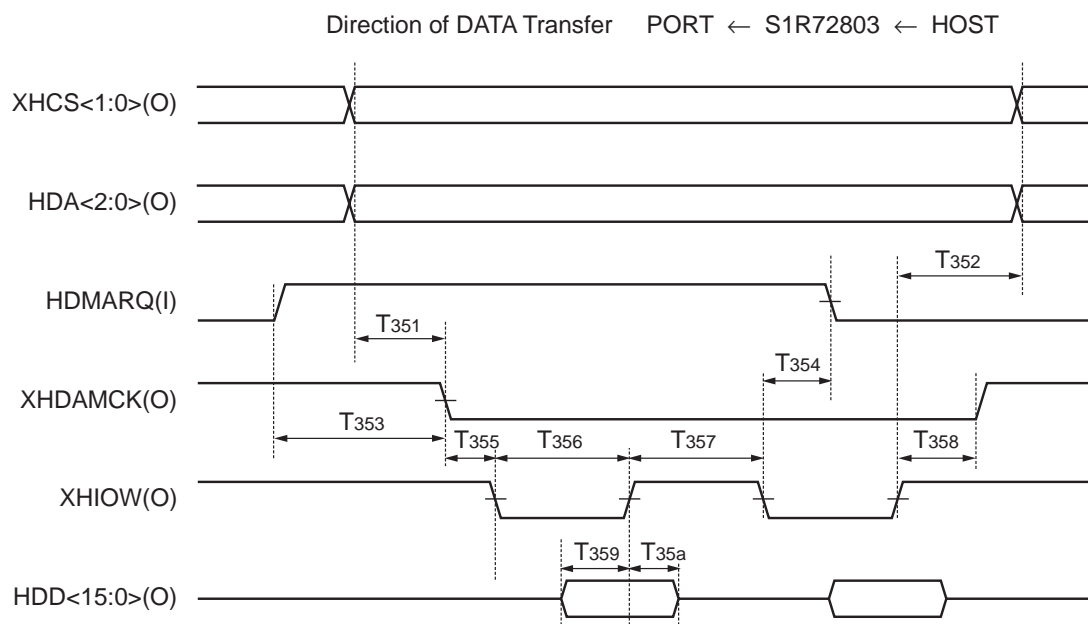 Direction of DATA Transfer PORT ← S1R72803 ← HOST
XHCS<1:0>(O)
HDA<2:0>(O)
T352
HDMARQ(I)
T351
T354
XHDAMCK(O)
T353
T355 T356 T357 T358
XHIOW(O)
T359 T35a
HDD<15:0>(O)